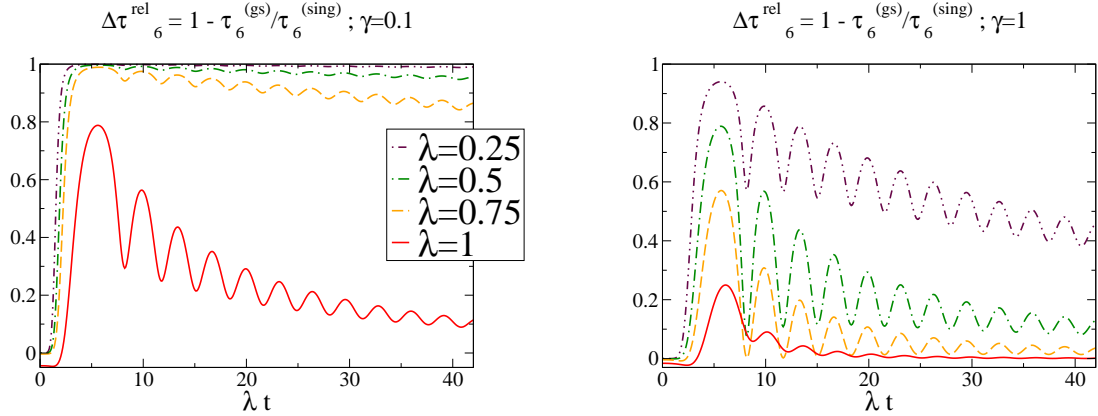 Δτ^rel_6 = 1 - τ_6^(gs)/τ_6^(sing) ; γ=0.1
1
0.8
0.6
0.4
0.2
0
0 10 20 30 40
λ t
λ=0.25
λ=0.5
λ=0.75
λ=1
Δτ^rel_6 = 1 - τ_6^(gs)/τ_6^(sing) ; γ=1
1
0.8
0.6
0.4
0.2
0
0 10 20 30 40
λ t